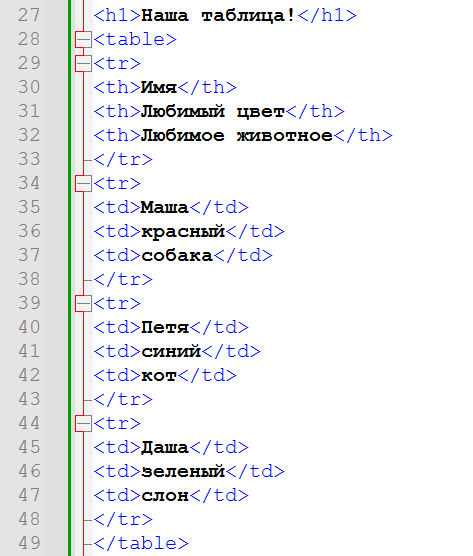 27 <h1>Наша таблица!</h1>
28 <table>
29 <tr>
30 <th>Имя</th>
31 <th>Любимый цвет</th>
32 <th>Любимое животное</th>
33 </tr>
34 <tr>
35 <td>Маша</td>
36 <td>красный</td>
37 <td>собака</td>
38 </tr>
39 <tr>
40 <td>Петя</td>
41 <td>синий</td>
42 <td>кот</td>
43 </tr>
44 <tr>
45 <td>Даша</td>
46 <td>зеленый</td>
47 <td>слон</td>
48 </tr>
49 </table>